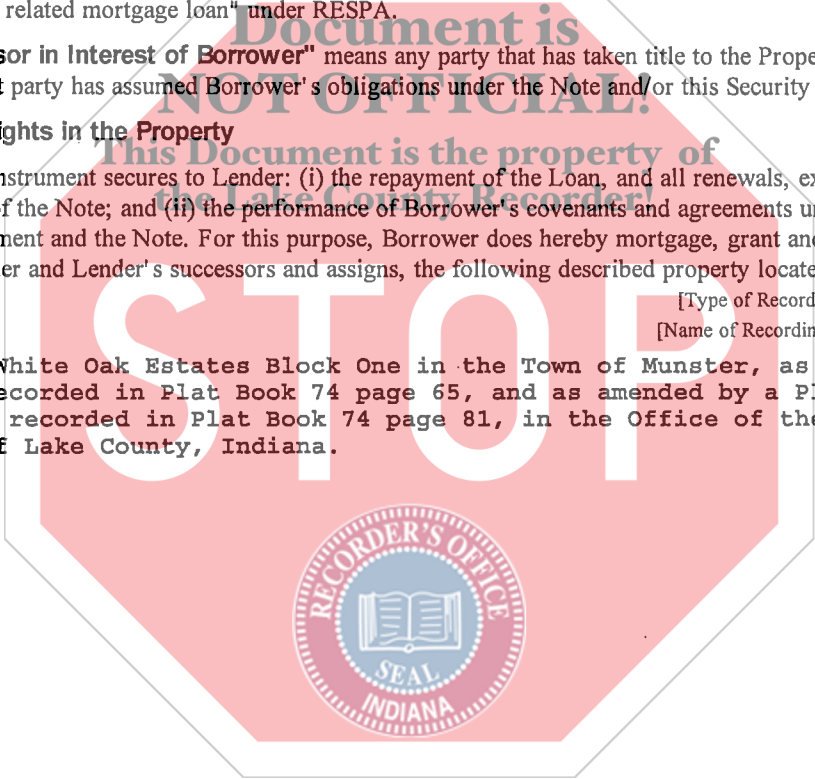 related mortgage loan" under RESPA.
Document is
sor in Interest of Borrower" means any party that has taken title to the Prope
t party has assumed Borrower's obligations under the Note and/or this Security
NOT OFFICIAL!
ights in the Property
This Document is the property of
nstrument secures to Lender: (i) the repayment of the Loan, and all renewals, ex
the Lake County Recorder!
f the Note; and (ii) the performance of Borrower's covenants and agreements u
ment and the Note. For this purpose, Borrower does hereby mortgage, grant and
er and Lender's successors and assigns, the following described property locate
[Type of Record
[Name of Recordin
White Oak Estates Block One in the Town of Munster, as
ecorded in Plat Book 74 page 65, and as amended by a Pl
recorded in Plat Book 74 page 81, in the Office of the
f Lake County, Indiana.
STOP
RECORDER'S OFFICE
SEAL
INDIANA